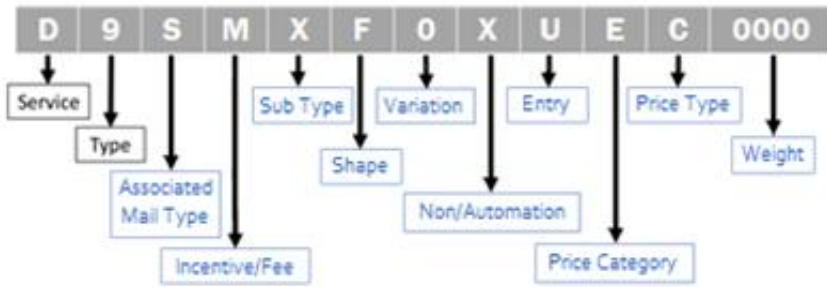 D 9 S M X F 0 X U E C 0000
Service
Sub Type
Variation
Entry
Price Type
Type
Shape
Weight
Associated
Mail Type
Non/Automation
Incentive/Fee
Price Category